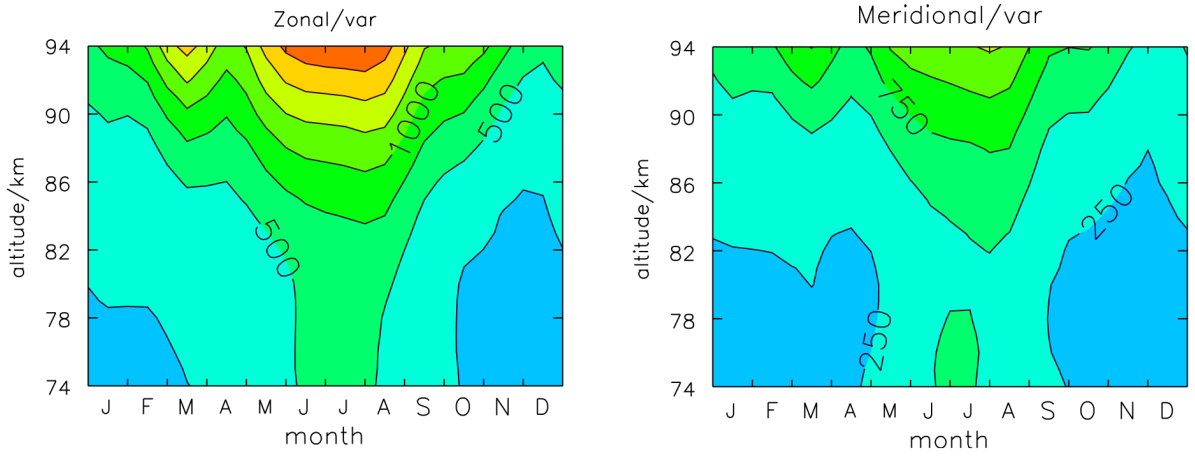 Zonal/var
94
90
86
82
78
74
altitude/km
1000
500
500
J F M A M J J A S O N D
month
Meridional/var
94
90
86
82
78
74
altitude/km
750
250
250
J F M A M J J A S O N D
month